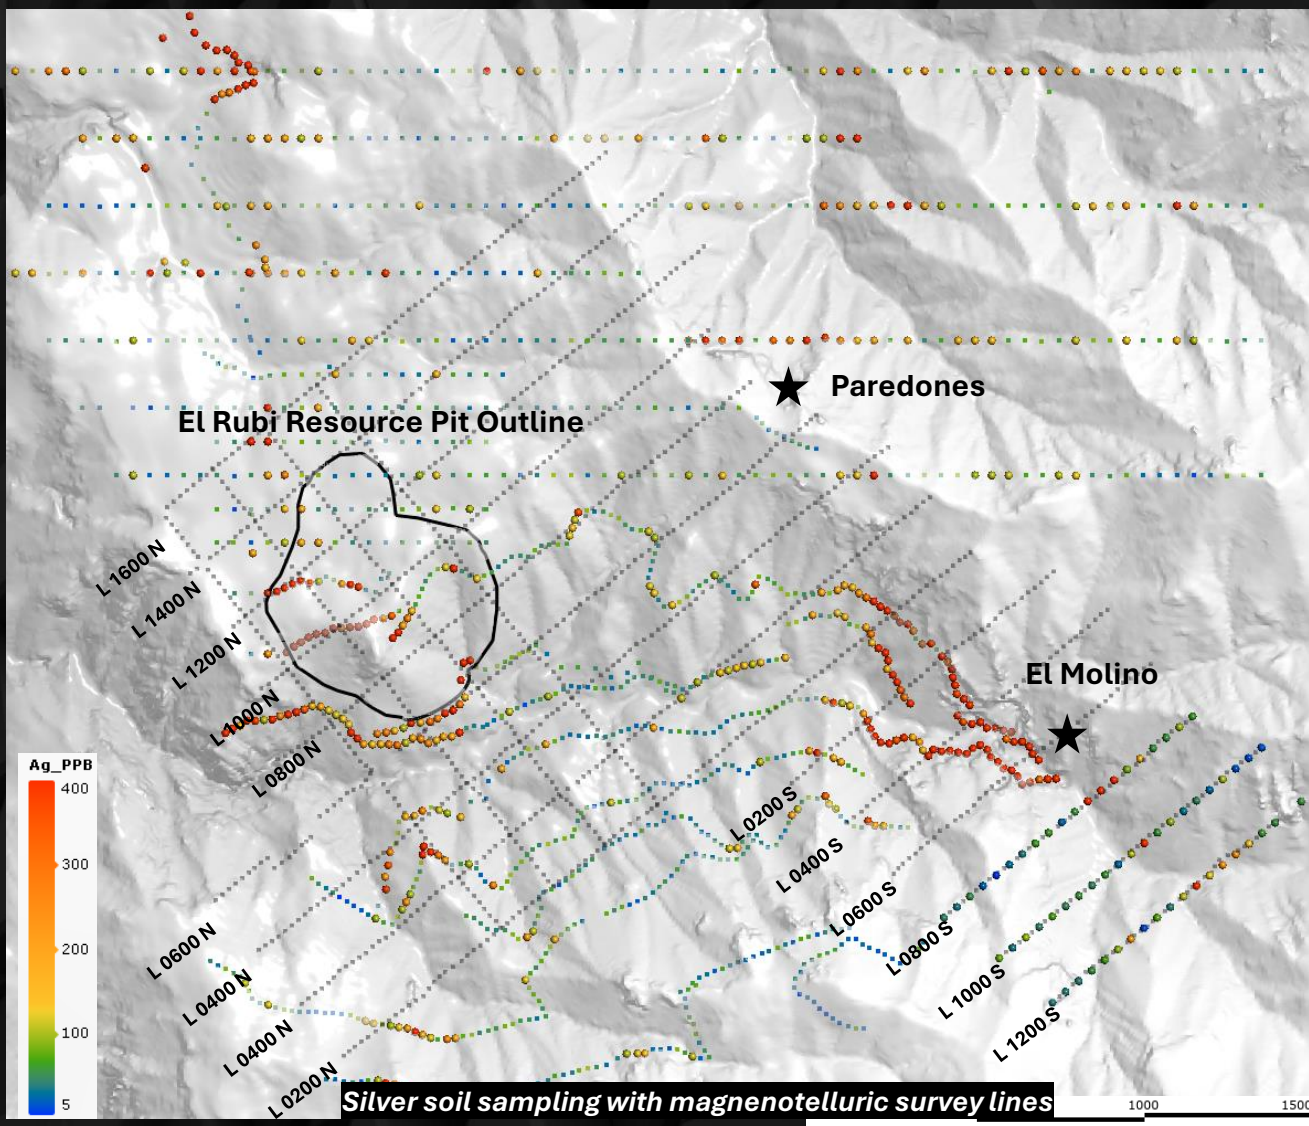 Paredones
El Rubi Resource Pit Outline
L 1600 N
L 1400 N
L 1200 N
El Molino
L 1000 N
L 0800 N
Ag_PPB
400
300
200
100
5
L 0200 S
L 0400 S
L 0600 S
L 0800 S
L 1000 S
L 1200 S
L 0600 N
L 0400 N
L 0400 N
L 0200 N
Silver soil sampling with magnenotelluric survey lines
1000
1500